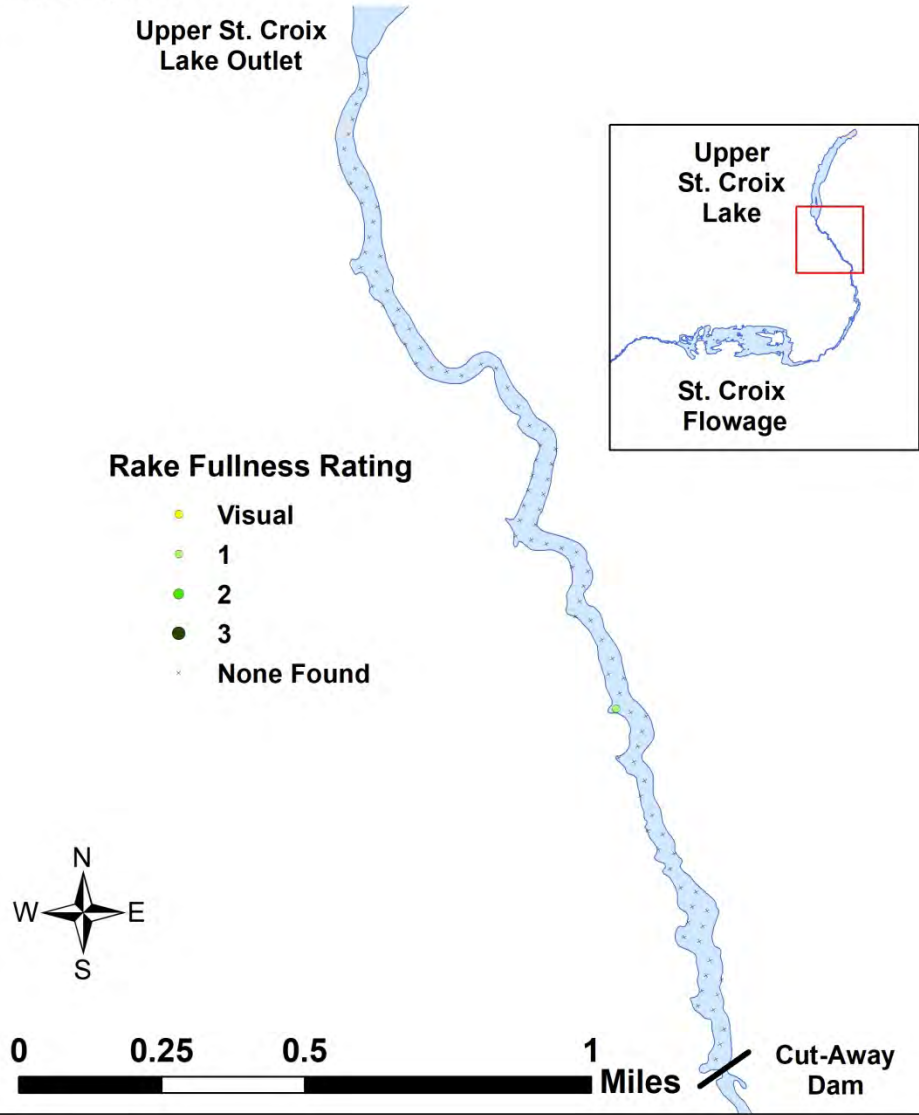 Upper St. Croix
Lake Outlet
Upper
St. Croix
Lake
St. Croix
Flowage
Rake Fullness Rating
Visual
1
2
3
None Found
N
W E
S
0 0.25 0.5 1
Miles
Cut-Away
Dam